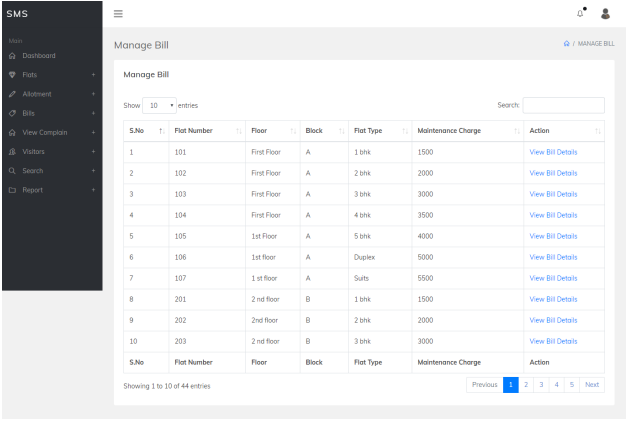 SMS
Main
Dashboard
Flats +
Allotment +
Bills +
View Complain +
Visitors +
Search +
Report +
Manage Bill
/ MANAGE BILL
Manage Bill
Show 10 entries
Search:
S.No Flat Number Floor Block Flat Type Maintenance Charge Action
1 101 First Floor A 1 bhk 1500 View Bill Details
2 102 First Floor A 2 bhk 2000 View Bill Details
3 103 First Floor A 3 bhk 3000 View Bill Details
4 104 First Floor A 4 bhk 3500 View Bill Details
5 105 1st Floor A 5 bhk 4000 View Bill Details
6 106 1st floor A Duplex 5000 View Bill Details
7 107 1 st floor A Suits 5500 View Bill Details
8 201 2 nd floor B 1 bhk 1500 View Bill Details
9 202 2nd floor B 2 bhk 2000 View Bill Details
10 203 2 nd floor B 3 bhk 3000 View Bill Details
S.No Flat Number Floor Block Flat Type Maintenance Charge Action
Showing 1 to 10 of 44 entries
Previous 1 2 3 4 5 Next